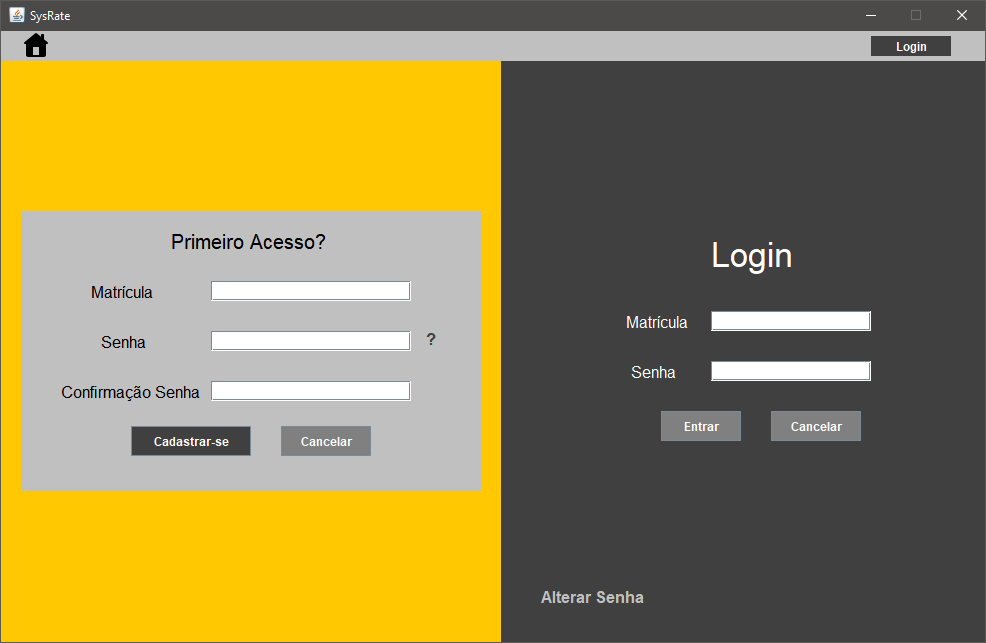 SysRate
Login
Primeiro Acesso?
Matrícula
Senha
?
Confirmação Senha
Cadastrar-se
Cancelar
Login
Matrícula
Senha
Entrar
Cancelar
Alterar Senha